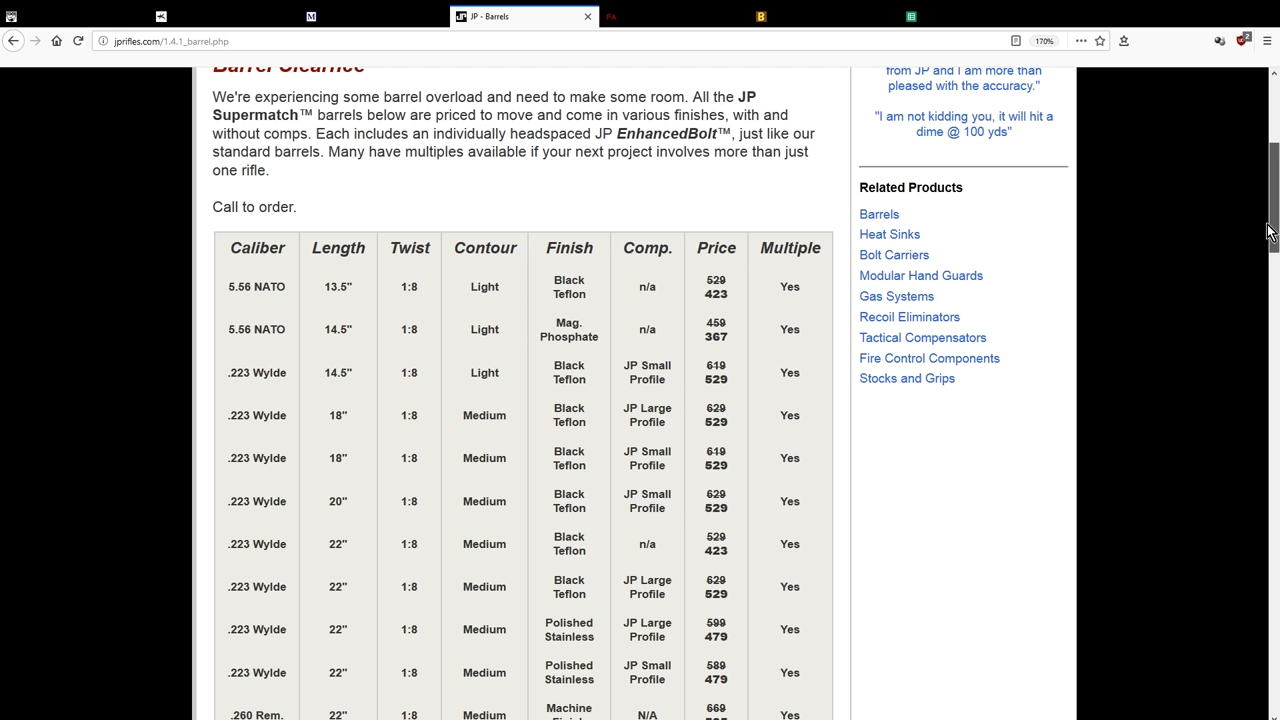 JP - Barrels
jprifles.com/1.4.1_barrel.php
170%
2
Barrel Clearnce
We're experiencing some barrel overload and need to make some room. All the JP
Supermatch™ barrels below are priced to move and come in various finishes, with and
without comps. Each includes an individually headspaced JP EnhancedBolt™, just like our
standard barrels. Many have multiples available if your next project involves more than just
one rifle.
Call to order.
Caliber Length Twist Contour Finish Comp. Price Multiple
5.56 NATO 13.5" 1:8 Light Black Teflon n/a 529 423 Yes
5.56 NATO 14.5" 1:8 Light Mag. Phosphate n/a 459 367 Yes
.223 Wylde 14.5" 1:8 Light Black Teflon JP Small Profile 619 529 Yes
.223 Wylde 18" 1:8 Medium Black Teflon JP Large Profile 629 529 Yes
.223 Wylde 18" 1:8 Medium Black Teflon JP Small Profile 619 529 Yes
.223 Wylde 20" 1:8 Medium Black Teflon JP Small Profile 629 529 Yes
.223 Wylde 22" 1:8 Medium Black Teflon n/a 529 423 Yes
.223 Wylde 22" 1:8 Medium Black Teflon JP Large Profile 629 529 Yes
.223 Wylde 22" 1:8 Medium Polished Stainless JP Large Profile 599 479 Yes
.223 Wylde 22" 1:8 Medium Polished Stainless JP Small Profile 589 479 Yes
.260 Rem. 22" 1:8 Medium Machine N/A 669 Yes
from JP and I am more than
pleased with the accuracy."
"I am not kidding you, it will hit a
dime @ 100 yds"
Related Products
Barrels
Heat Sinks
Bolt Carriers
Modular Hand Guards
Gas Systems
Recoil Eliminators
Tactical Compensators
Fire Control Components
Stocks and Grips